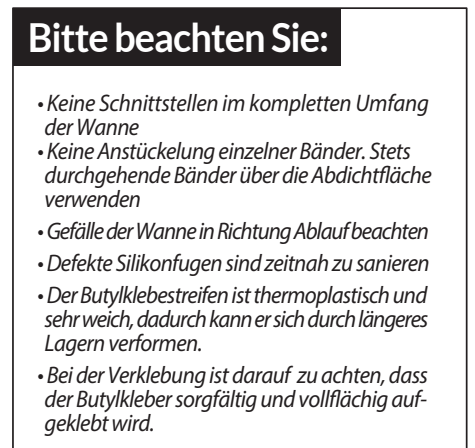 Bitte beachten Sie:
• Keine Schnittstellen im kompletten Umfang
der Wanne
• Keine Anstückelung einzelner Bänder. Stets
durchgehende Bänder über die Abdichtfläche
verwenden
• Gefälle der Wanne in Richtung Ablauf beachten
• Defekte Silikonfugen sind zeitnah zu sanieren
• Der Butylklebestreifen ist thermoplastisch und
sehr weich, dadurch kann er sich durch längeres
Lagern verformen.
• Bei der Verklebung ist darauf zu achten, dass
der Butylkleber sorgfältig und vollflächig auf-
geklebt wird.